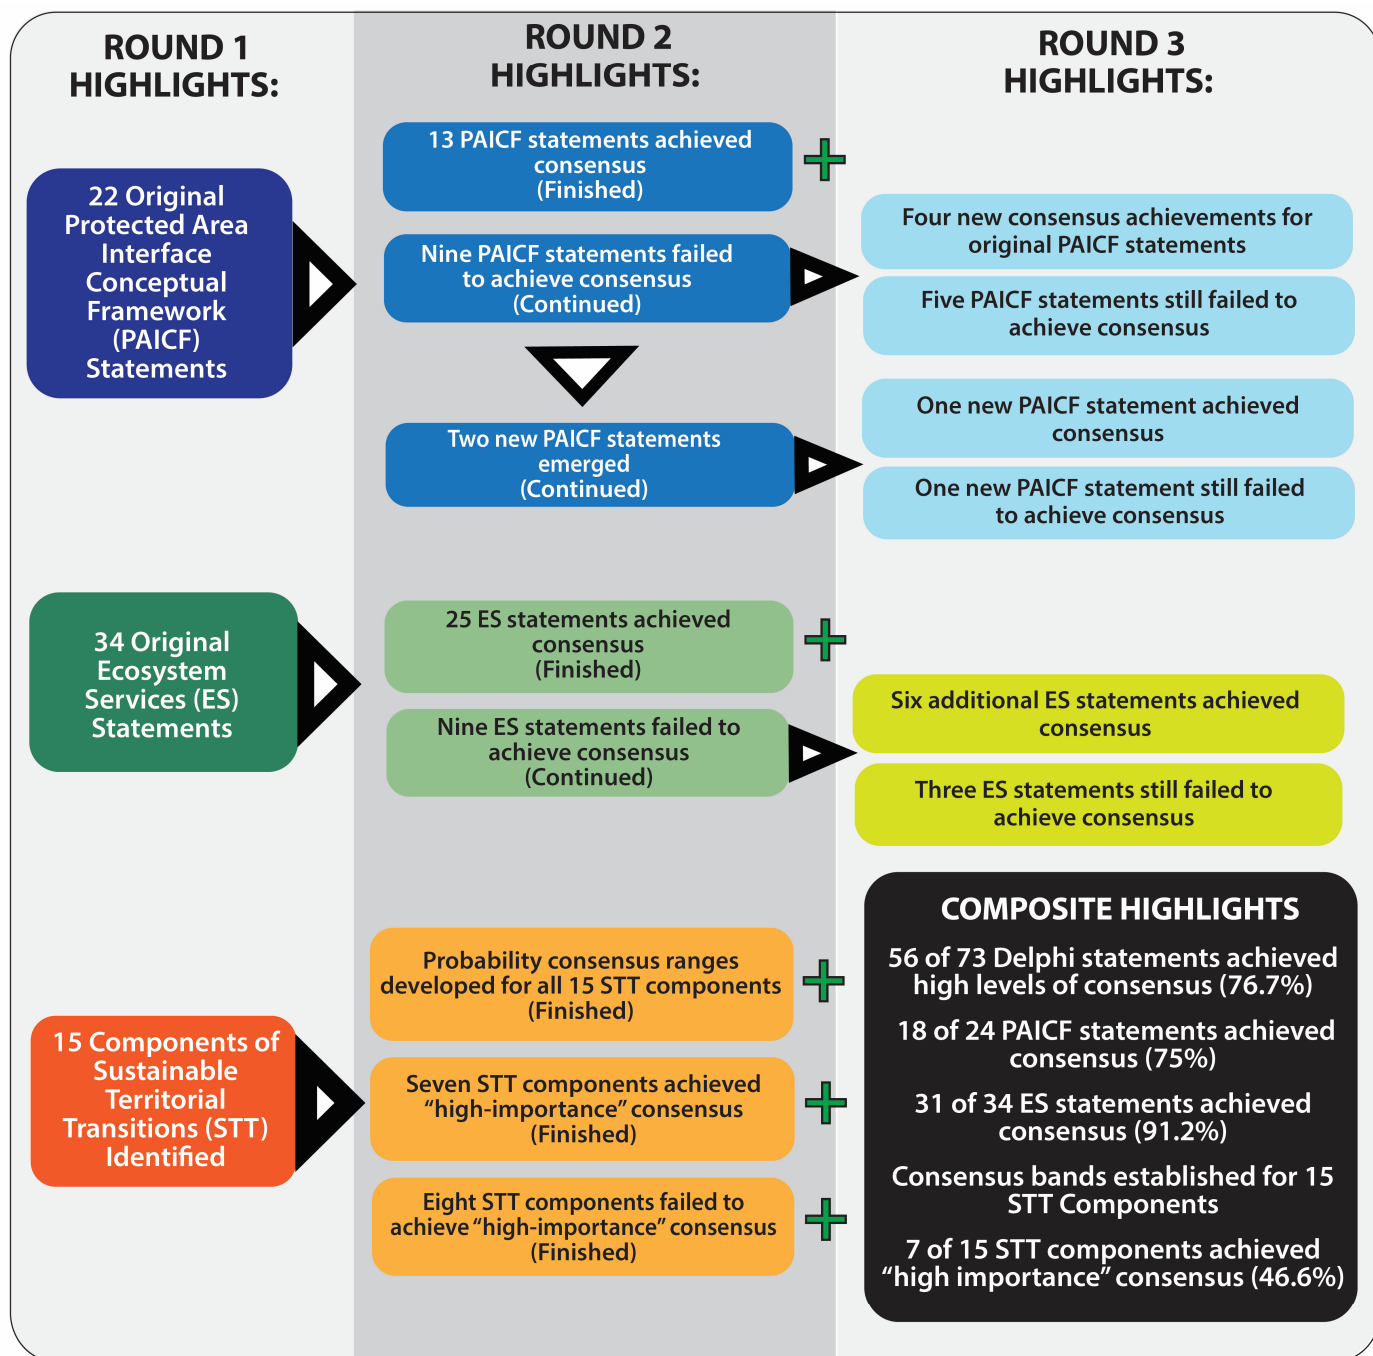 ROUND 1
HIGHLIGHTS:
22 Original
Protected Area
Interface
Conceptual
Framework
(PAICF)
Statements
34 Original
Ecosystem
Services (ES)
Statements
15 Components of
Sustainable
Territorial
Transitions (STT)
Identified
ROUND 2
HIGHLIGHTS:
13 PAICF statements achieved
consensus
(Finished)
Nine PAICF statements failed
to achieve consensus
(Continued)
Two new PAICF statements
emerged
(Continued)
25 ES statements achieved
consensus
(Finished)
Nine ES statements failed to
achieve consensus
(Continued)
Probability consensus ranges
developed for all 15 STT components
(Finished)
Seven STT components achieved
“high-importance” consensus
(Finished)
Eight STT components failed to
achieve “high-importance” consensus
(Finished)
ROUND 3
HIGHLIGHTS:
Four new consensus achievements for
original PAICF statements
Five PAICF statements still failed to
achieve consensus
One new PAICF statement achieved
consensus
One new PAICF statement still failed
to achieve consensus
Six additional ES statements achieved
consensus
Three ES statements still failed to
achieve consensus
COMPOSITE HIGHLIGHTS
56 of 73 Delphi statements achieved
high levels of consensus (76.7%)
18 of 24 PAICF statements achieved
consensus (75%)
31 of 34 ES statements achieved
consensus (91.2%)
Consensus bands established for 15
STT Components
7 of 15 STT components achieved
“high importance” consensus (46.6%)